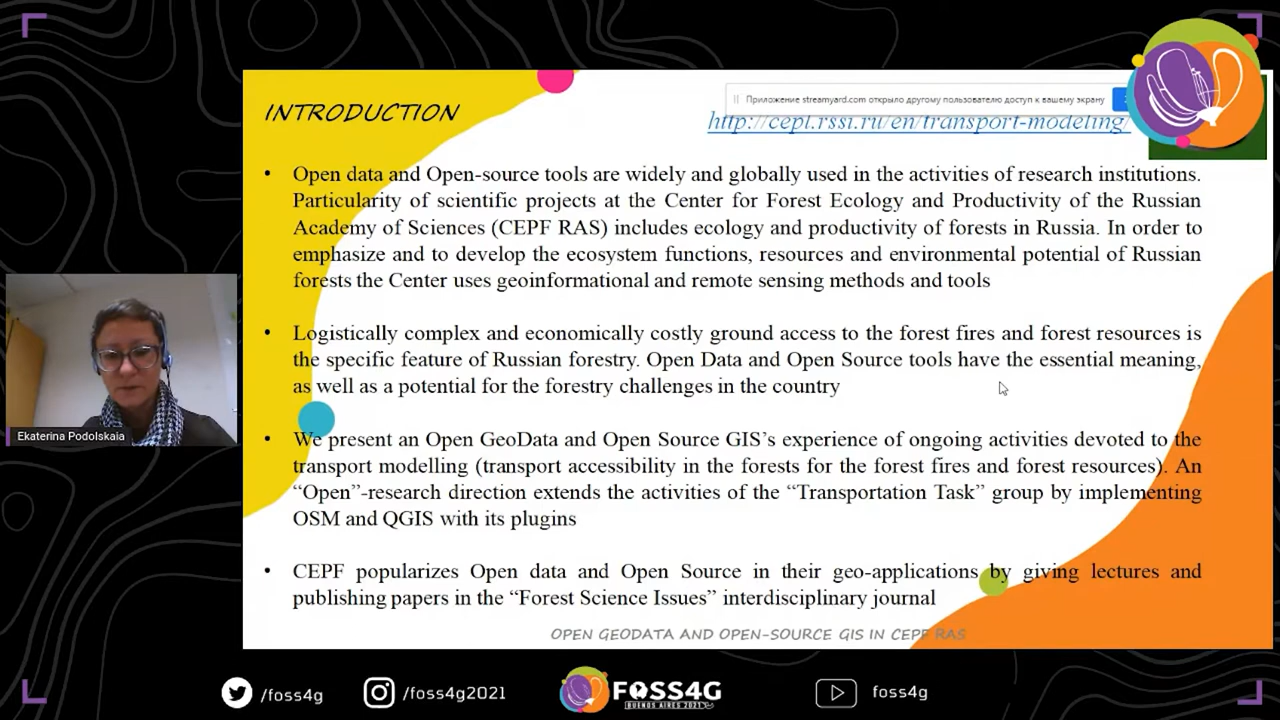 INTRODUCTION
Приложение streamyard.com открыло другому пользователю доступ к вашему экрану
http://cepl.rssi.ru/en/transport-modeling/
• Open data and Open-source tools are widely and globally used in the activities of research institutions.
Particularity of scientific projects at the Center for Forest Ecology and Productivity of the Russian
Academy of Sciences (CEPF RAS) includes ecology and productivity of forests in Russia. In order to
emphasize and to develop the ecosystem functions, resources and environmental potential of Russian
forests the Center uses geoinformational and remote sensing methods and tools
• Logistically complex and economically costly ground access to the forest fires and forest resources is
the specific feature of Russian forestry. Open Data and Open Source tools have the essential meaning,
as well as a potential for the forestry challenges in the country
• We present an Open GeoData and Open Source GIS’s experience of ongoing activities devoted to the
transport modelling (transport accessibility in the forests for the forest fires and forest resources). An
“Open”-research direction extends the activities of the “Transportation Task” group by implementing
OSM and QGIS with its plugins
• CEPF popularizes Open data and Open Source in their geo-applications by giving lectures and
publishing papers in the “Forest Science Issues” interdisciplinary journal
OPEN GEODATA AND OPEN-SOURCE GIS IN CEPF RAS
Ekaterina Podolskaia
/foss4g
/foss4g2021
FOSS4G
BUENOS AIRES 2021
foss4g